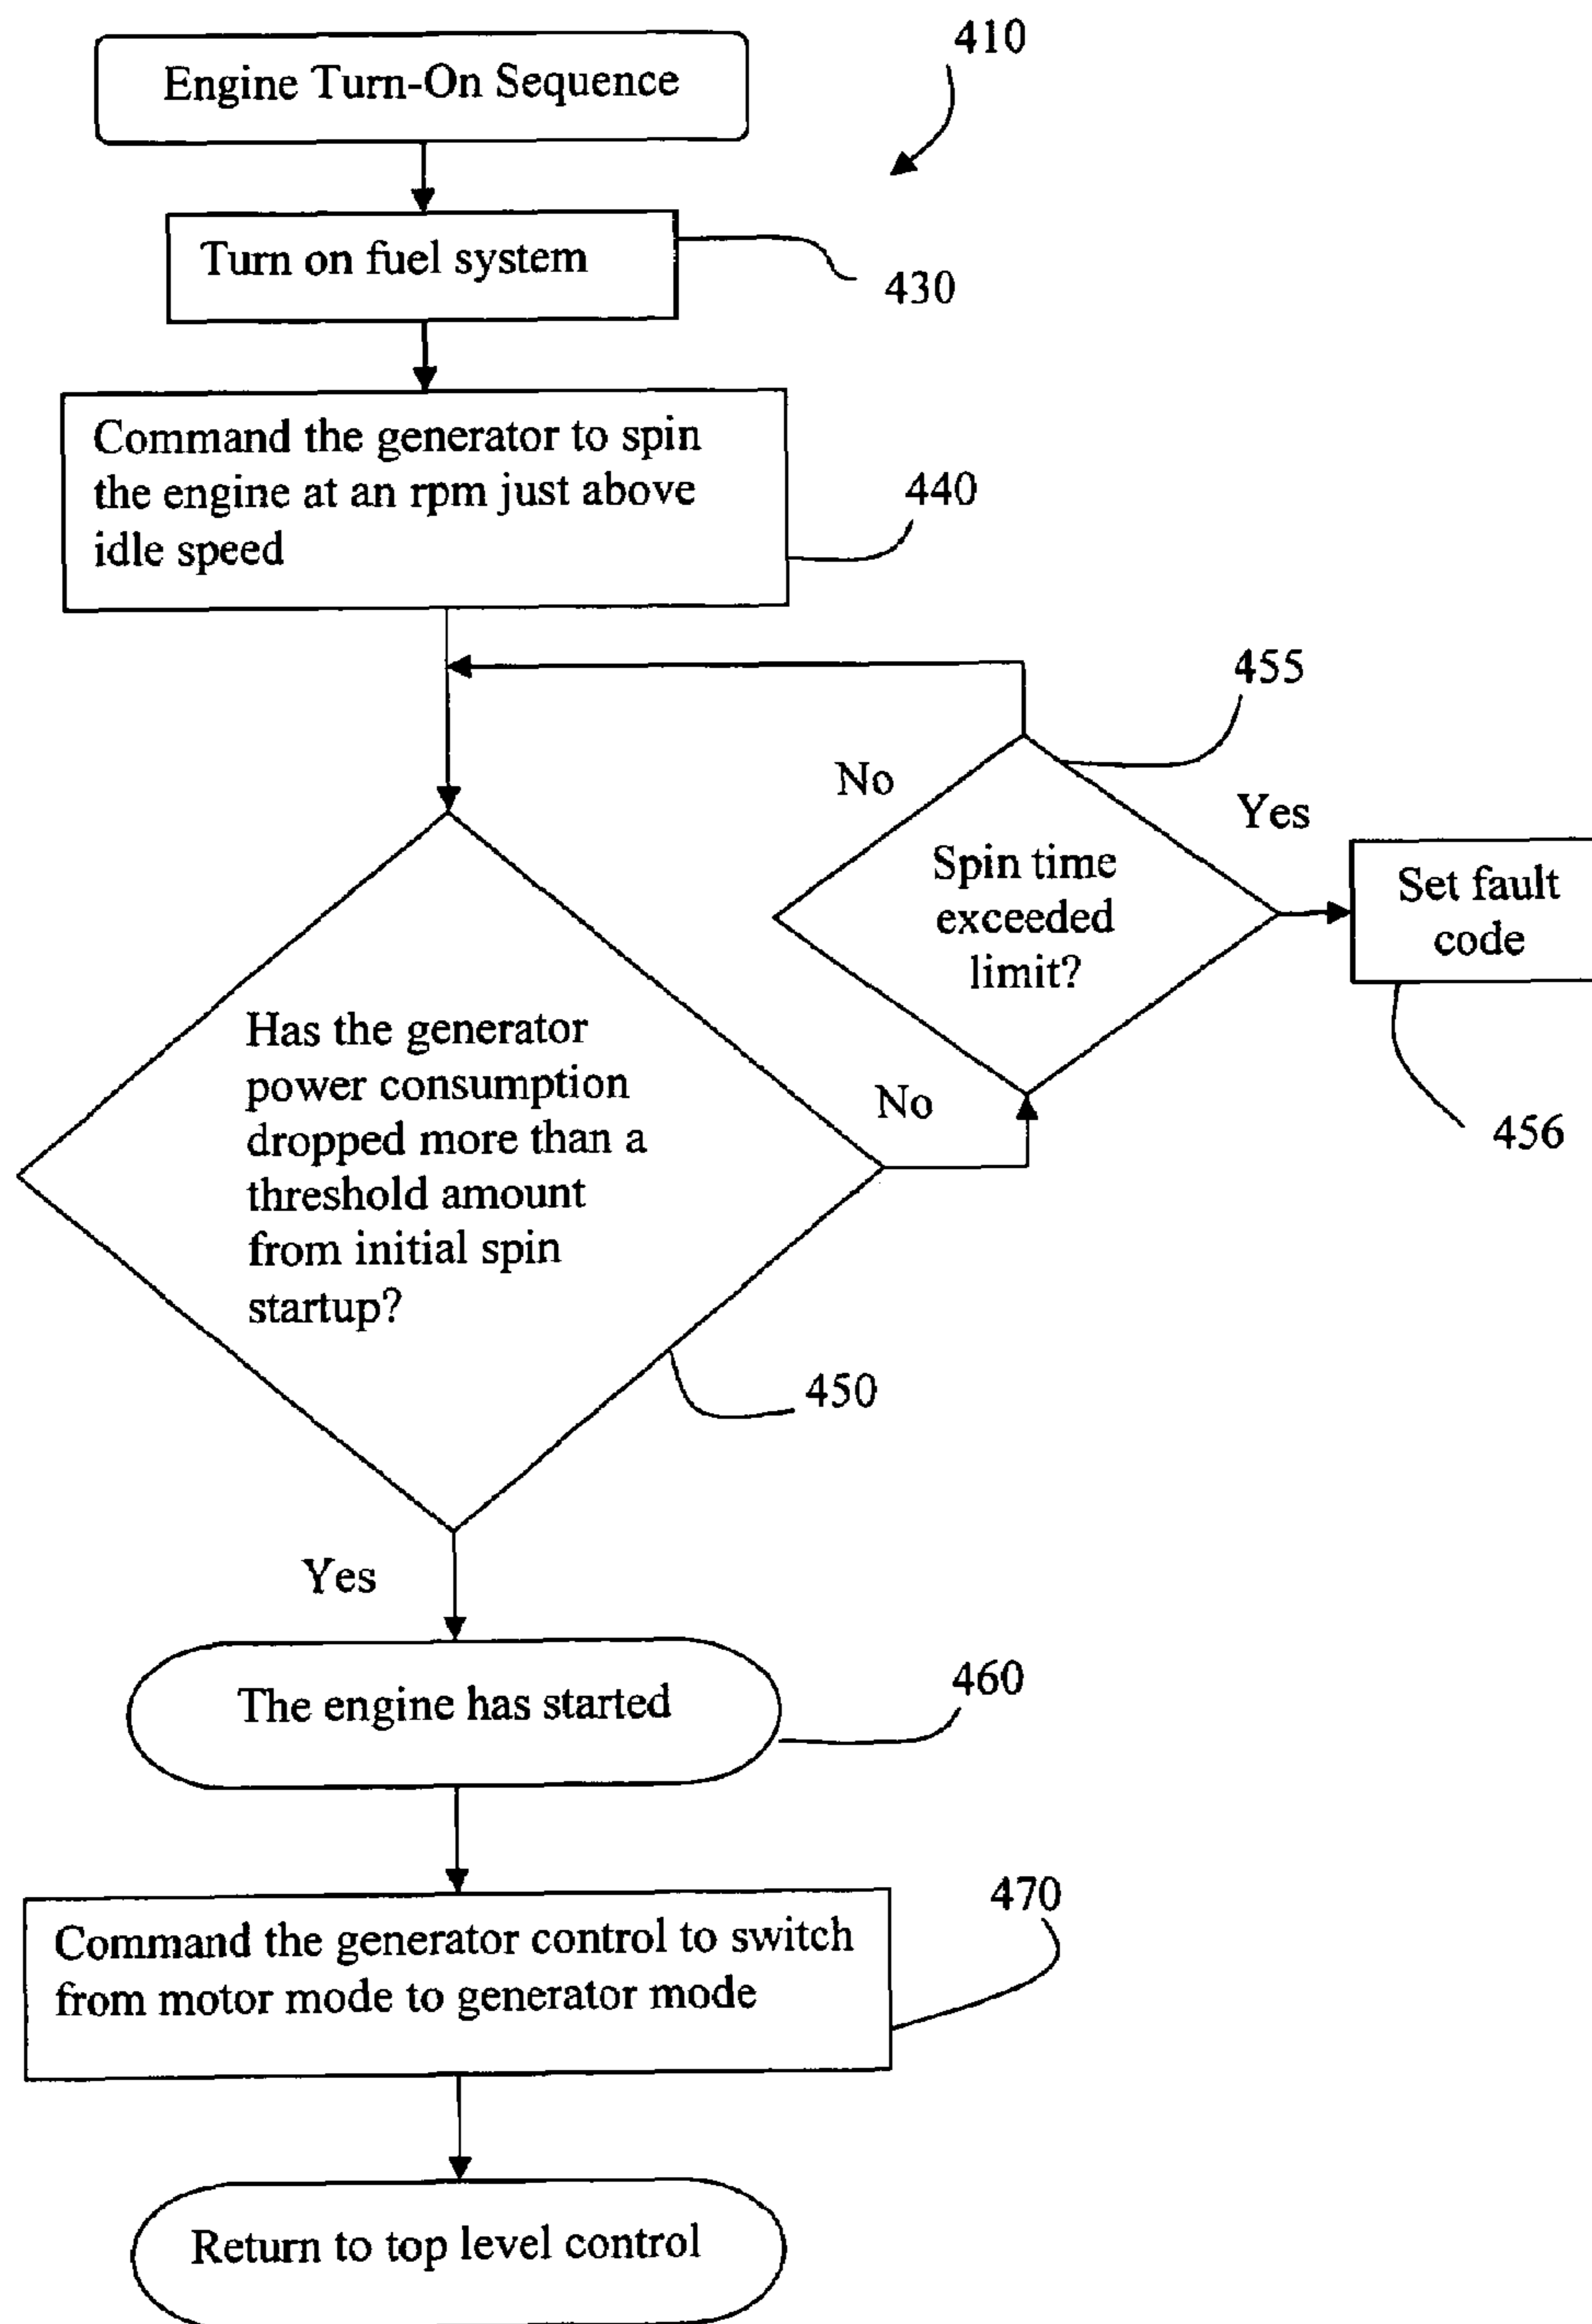 410
Engine Turn-On Sequence
Turn on fuel system
430
Command the generator to spin
the engine at an rpm just above
idle speed
440
455
No
Yes
Spin time
exceeded
limit?
Set fault
code
456
Has the generator
power consumption
dropped more than a
threshold amount
from initial spin
startup?
No
450
Yes
The engine has started
460
470
Command the generator control to switch
from motor mode to generator mode
Return to top level control